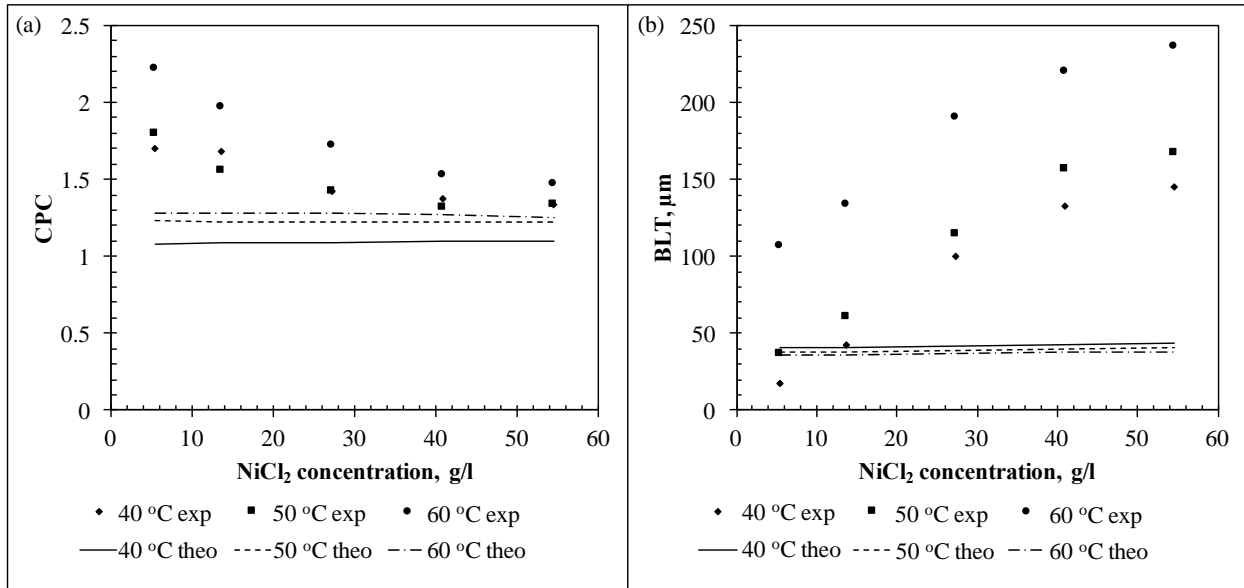 (a)
2.5
2
1.5
1
0.5
0
CPC
0 10 20 30 40 50 60
NiCl₂ concentration, g/l
40 °C exp 50 °C exp 60 °C exp
40 °C theo 50 °C theo 60 °C theo
(b)
250
200
150
100
50
0
BLT, μm
0 10 20 30 40 50 60
NiCl₂ concentration, g/l
40 °C exp 50 °C exp 60 °C exp
40 °C theo 50 °C theo 60 °C theo